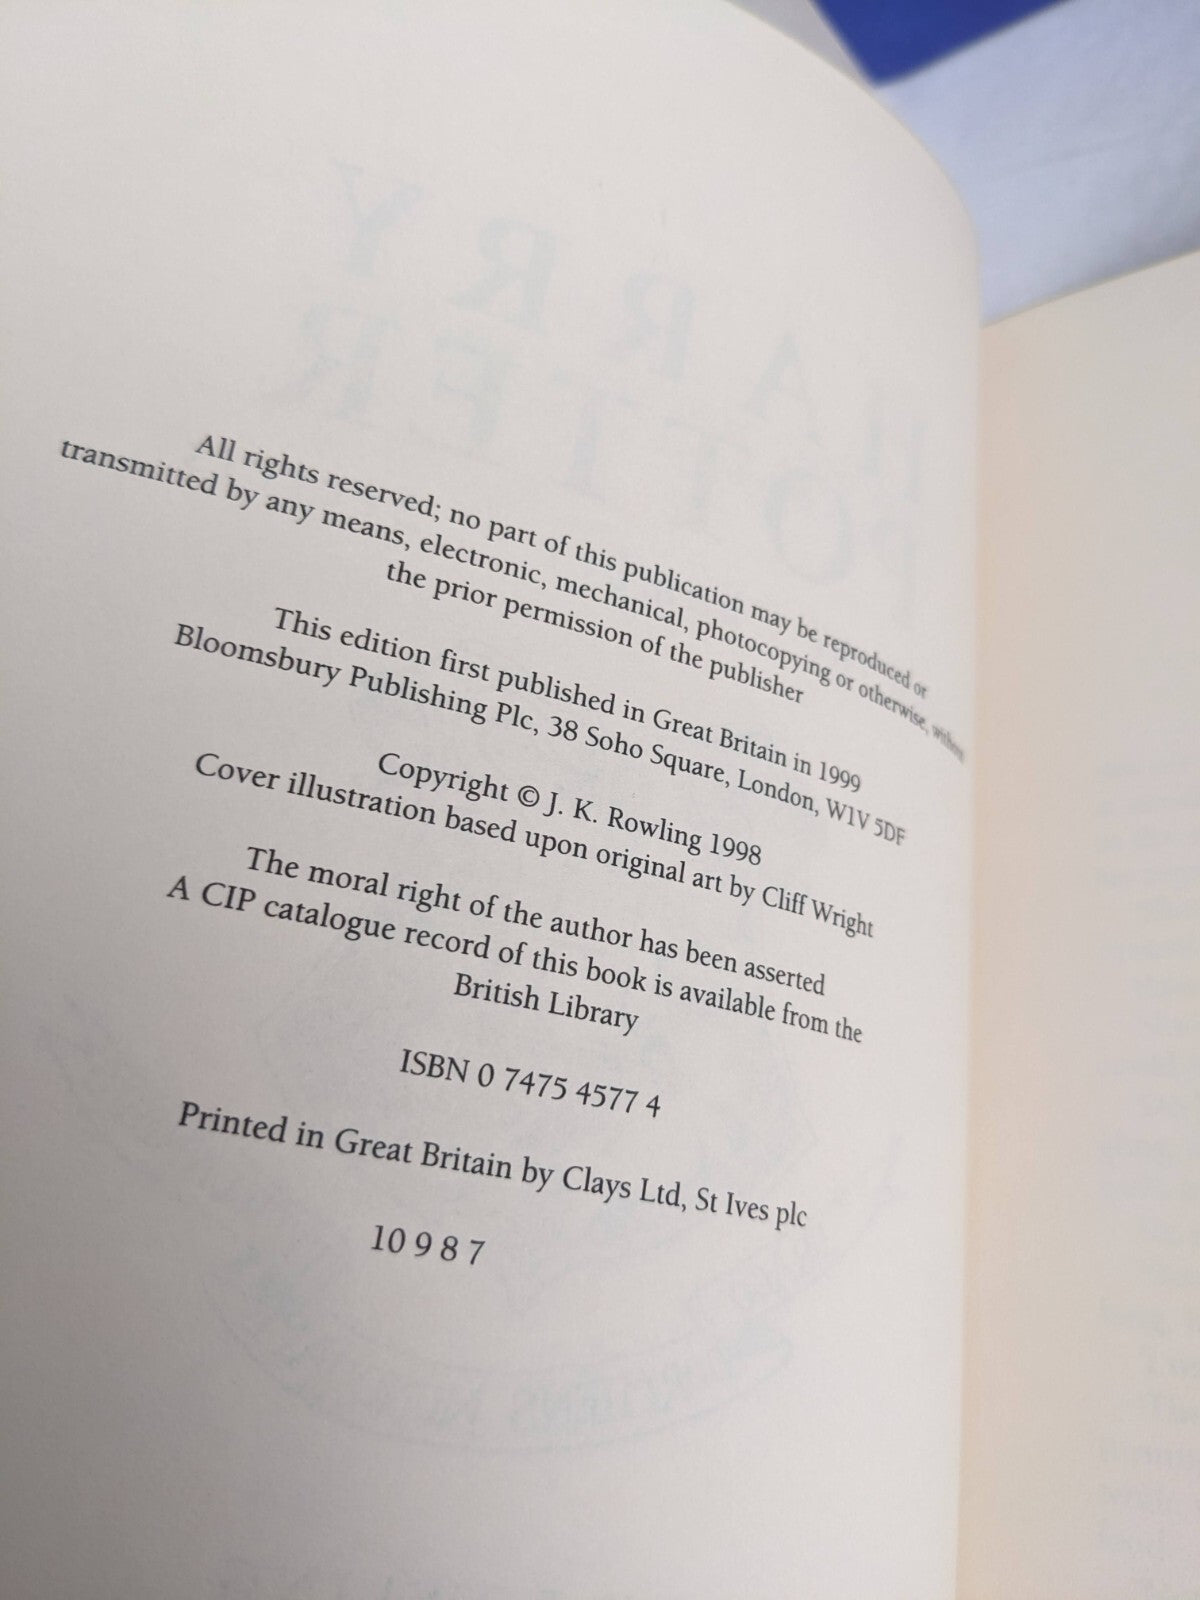 All rights reserved; no part of this publication may be reproduced or
transmitted by any means, electronic, mechanical, photocopying or otherwise, without
the prior permission of the publisher
This edition first published in Great Britain in 1999
Bloomsbury Publishing Plc, 38 Soho Square, London, W1V 5DF
Copyright © J. K. Rowling 1998
Cover illustration based upon original art by Cliff Wright
The moral right of the author has been asserted
A CIP catalogue record of this book is available from the
British Library
ISBN 0 7475 4577 4
Printed in Great Britain by Clays Ltd, St Ives plc
10 9 8 7
HARRY
POTTER